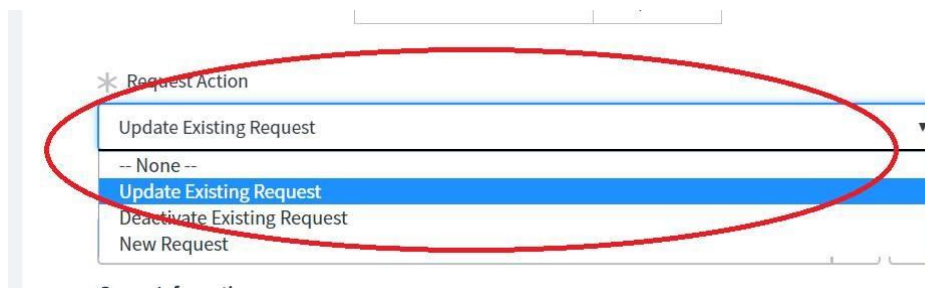 Request Action
Update Existing Request
-- None --
Update Existing Request
Deactivate Existing Request
New Request